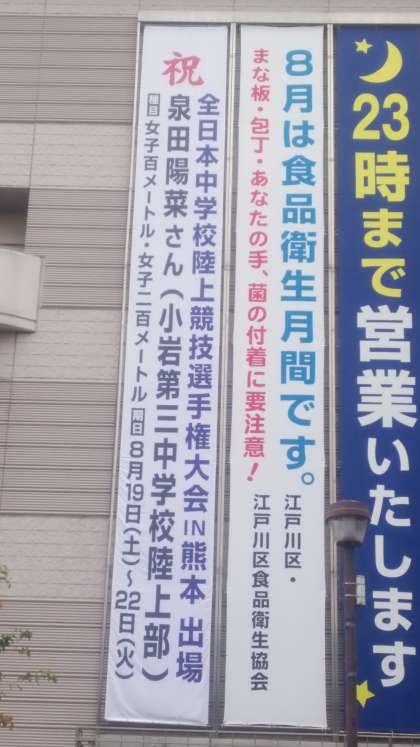 23時まで営業いたします
8月は食品衛生月間です。
まな板・包丁・あなたの手、菌の付着に要注意！
江戸川区・
江戸川区食品衛生協会
祝
全日本中学校陸上競技選手権大会IN熊本 出場
泉田陽菜さん（小岩第三中学校陸上部）
種目 女子百メートル・女子二百メートル 期日 8月19日(土)～22日(火)